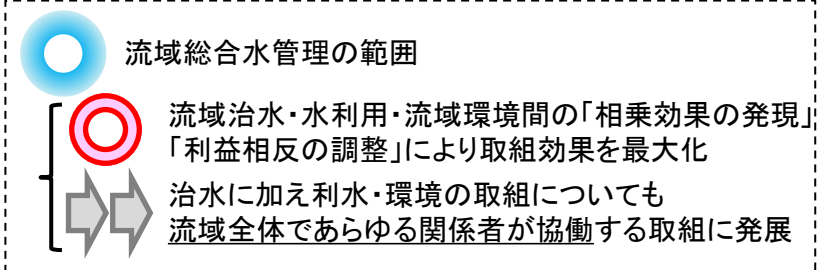 流域総合水管理の範囲
流域治水・水利用・流域環境間の「相乗効果の発現」
「利益相反の調整」により取組効果を最大化
治水に加え利水・環境の取組についても
流域全体であらゆる関係者が協働する取組に発展